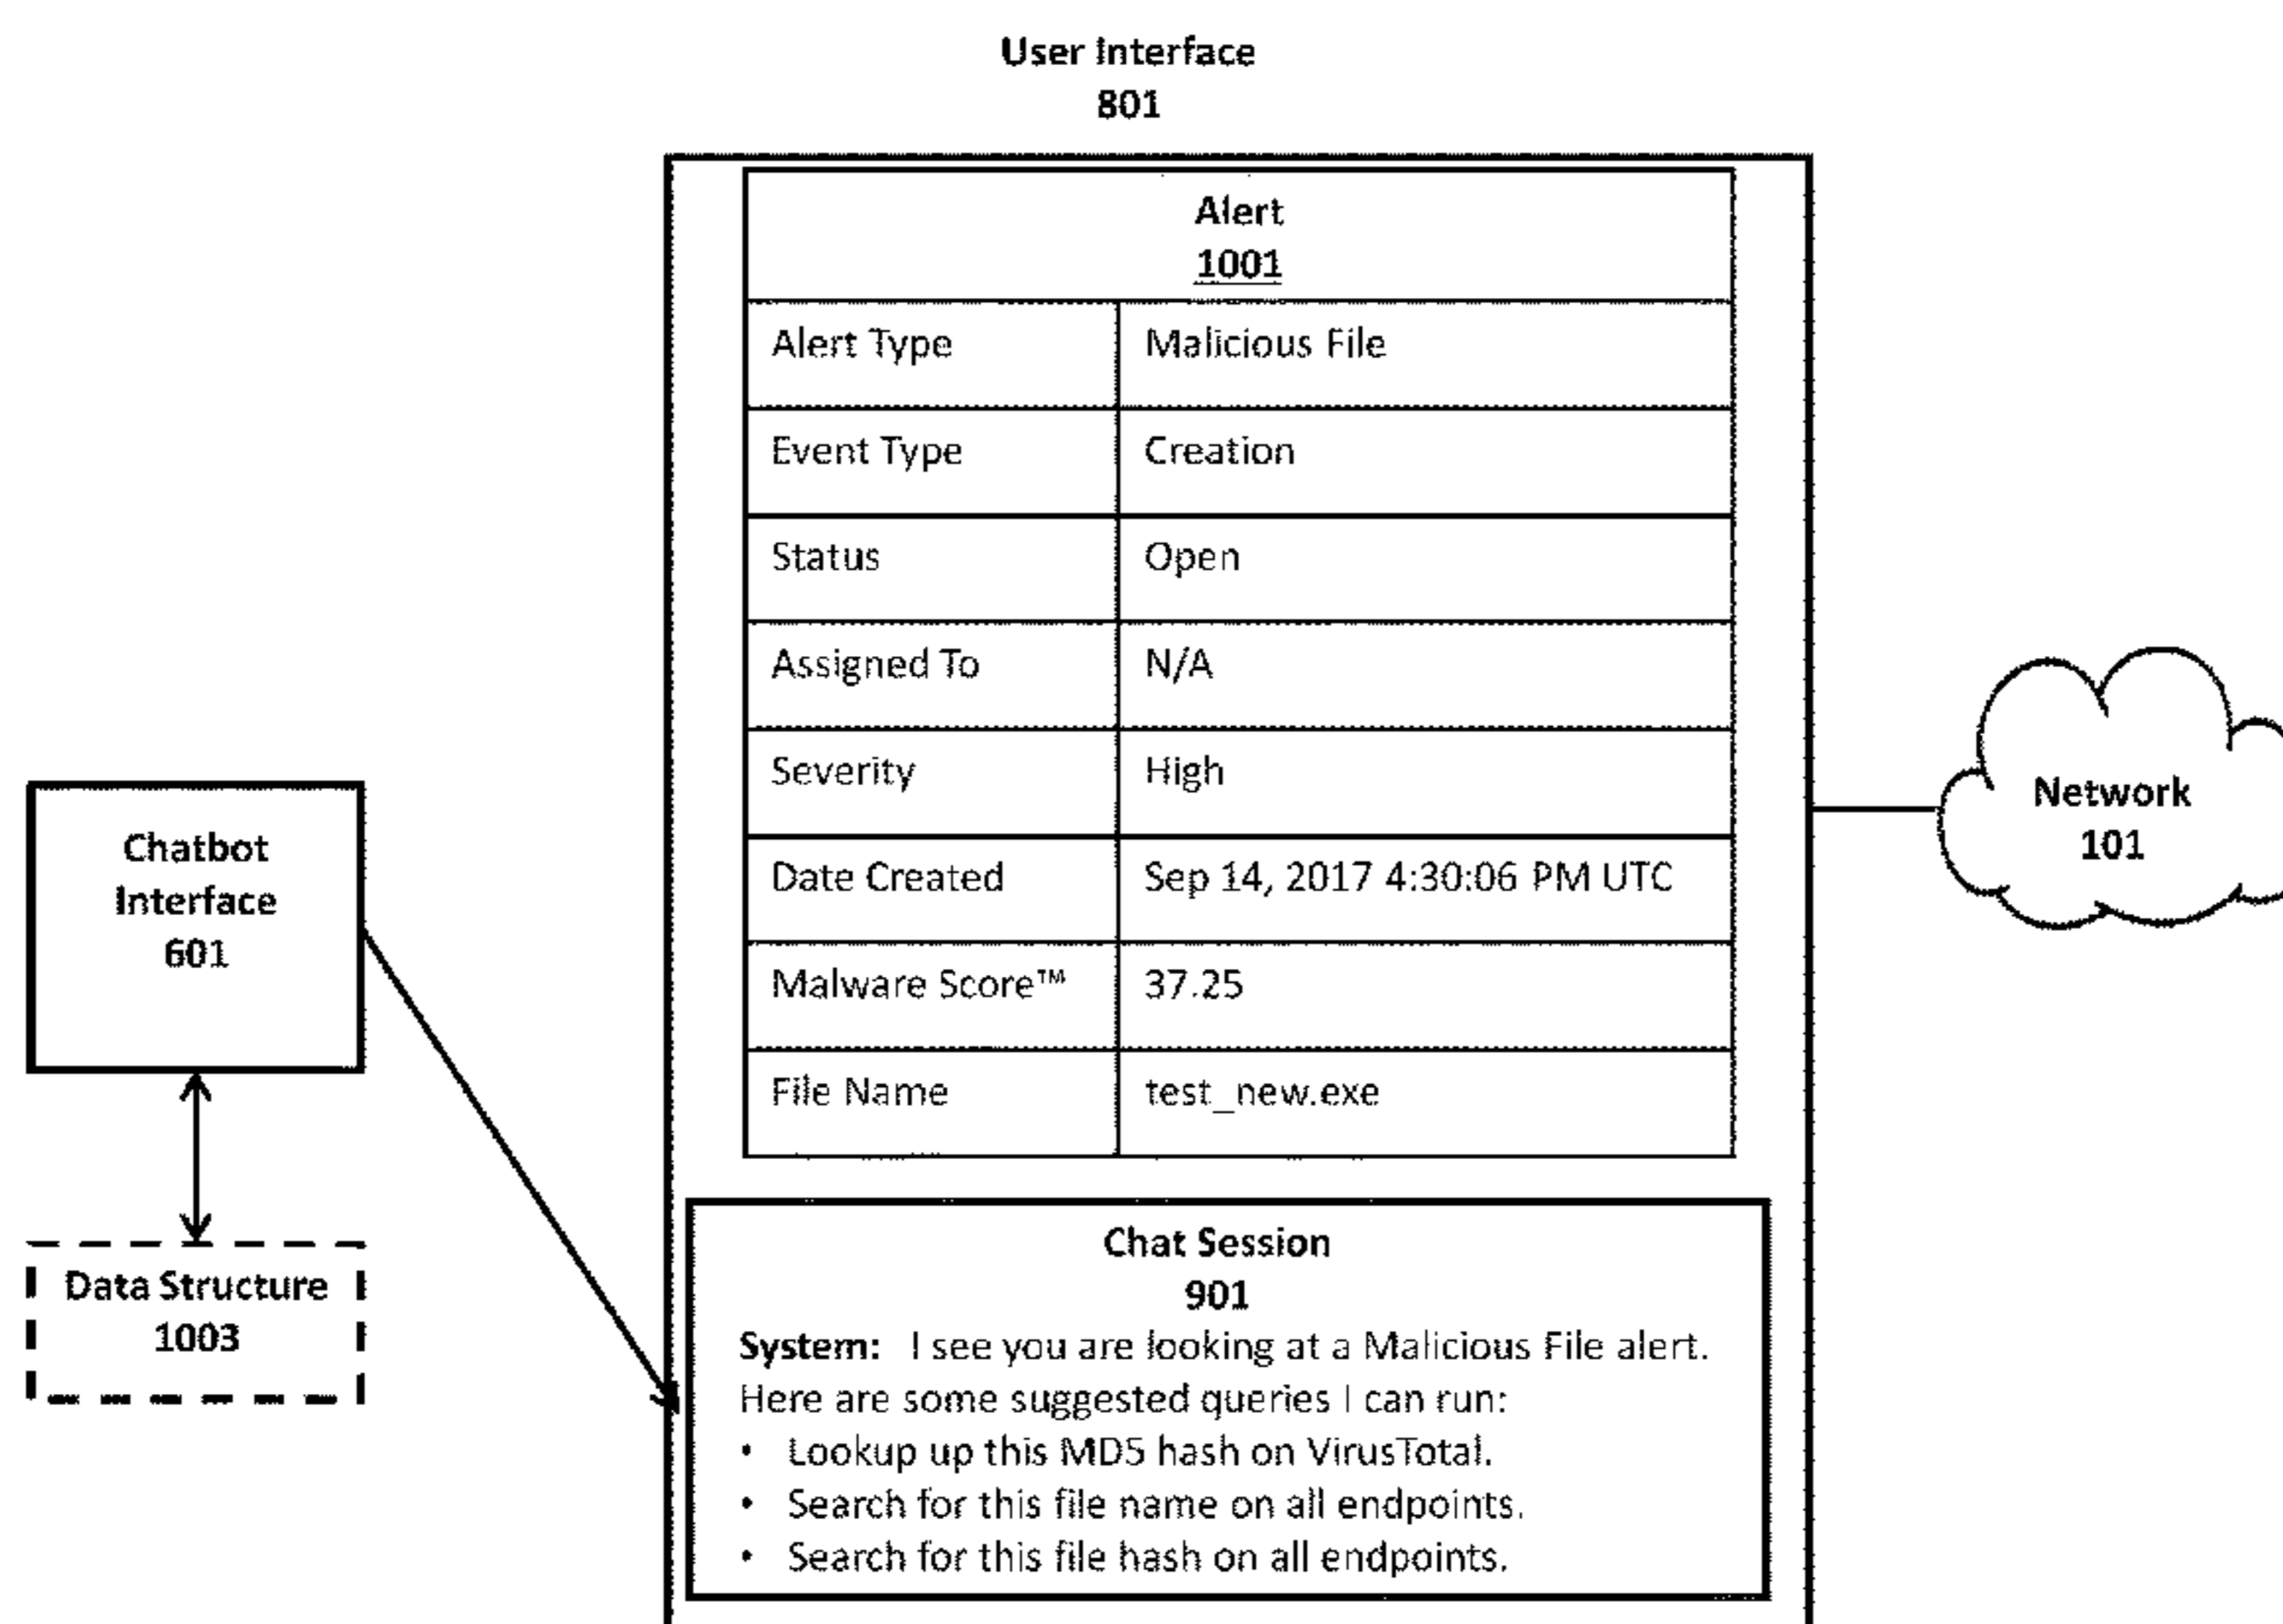 User Interface
801
Alert
1001
Alert Type Malicious File
Event Type Creation
Status Open
Assigned To N/A
Severity High
Date Created Sep 14, 2017 4:30:06 PM UTC
Malware Score™ 37.25
File Name test_new.exe
Chatbot
Interface
601
Data Structure
1003
Network
101
Chat Session
901
System: I see you are looking at a Malicious File alert.
Here are some suggested queries I can run:
• Lookup up this MD5 hash on VirusTotal.
• Search for this file name on all endpoints.
• Search for this file hash on all endpoints.